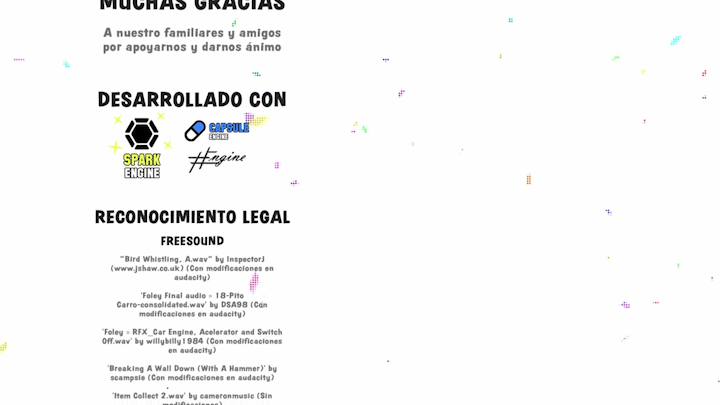 MUCHAS GRACIAS
A nuestro familiares y amigos
por apoyarnos y darnos ánimo
DESARROLLADO CON
SPARK
ENGINE
CAPSULE
ENGINE
#Engine
RECONOCIMIENTO LEGAL
FREESOUND
"Bird Whistling, A.wav" by InspectorJ
(www.jshaw.co.uk) (Con modificaciones en
audacity)
'Foley Final audio - 18-Pito
Carro-consolidated.wav' by DSA98 (Con
modificaciones en audacity)
'Foley - RFX_Car Engine, Acelerator and Switch
Off.wav' by willybilly1984 (Con modificaciones
en audacity)
'Breaking A Wall Down (With A Hammer)' by
scampsie (Con modificaciones en audacity)
'Item Collect 2.wav' by cameronmusic (Sin
modificaciones)